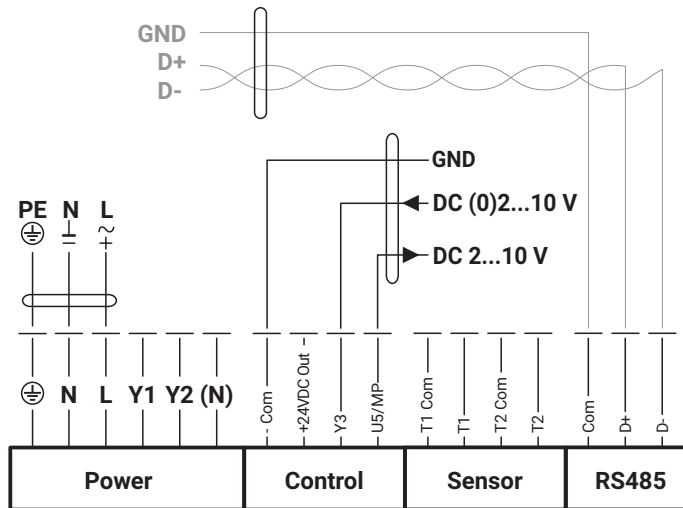 GND
D+
D-
GND
DC (0)2...10 V
DC 2...10 V
PE N L
N L Y1 Y2 (N)
- Com
+24VDC Out
Y3
U5/MP
T1 Com
T1
T2 Com
T2
Com
D+
D-
Power Control Sensor RS485